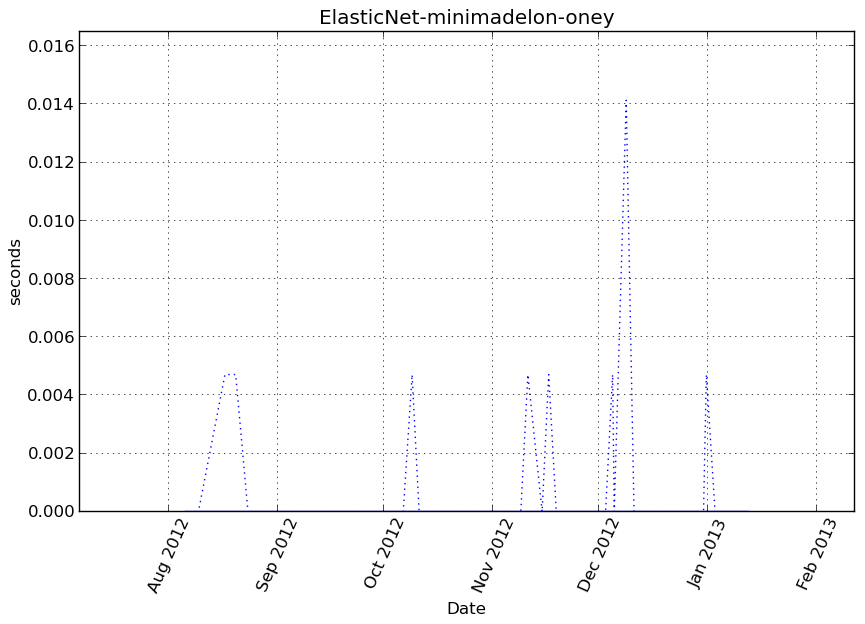 ElasticNet-minimadelon-oney
0.016
0.014
0.012
0.010
0.008
0.006
0.004
0.002
0.000
seconds
Aug 2012
Sep 2012
Oct 2012
Nov 2012
Dec 2012
Jan 2013
Feb 2013
Date